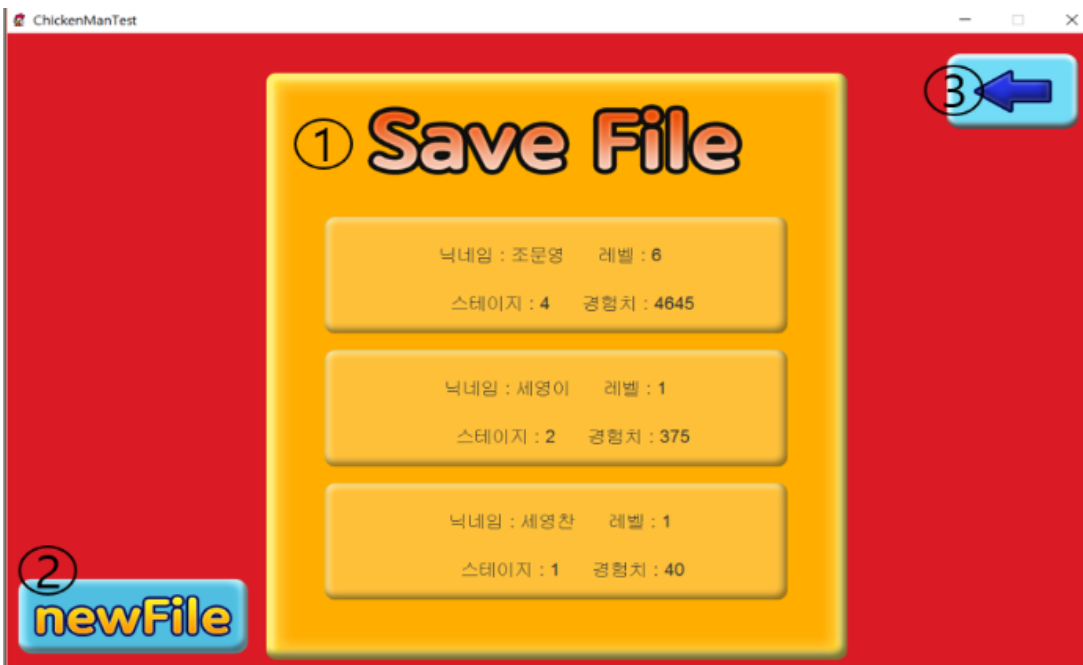 ChickenManTest
③
① Save File
닉네임 : 조문영 레벨 : 6
스테이지 : 4 경험치 : 4645
닉네임 : 세영이 레벨 : 1
스테이지 : 2 경험치 : 375
닉네임 : 세영찬 레벨 : 1
스테이지 : 1 경험치 : 40
②
newFile